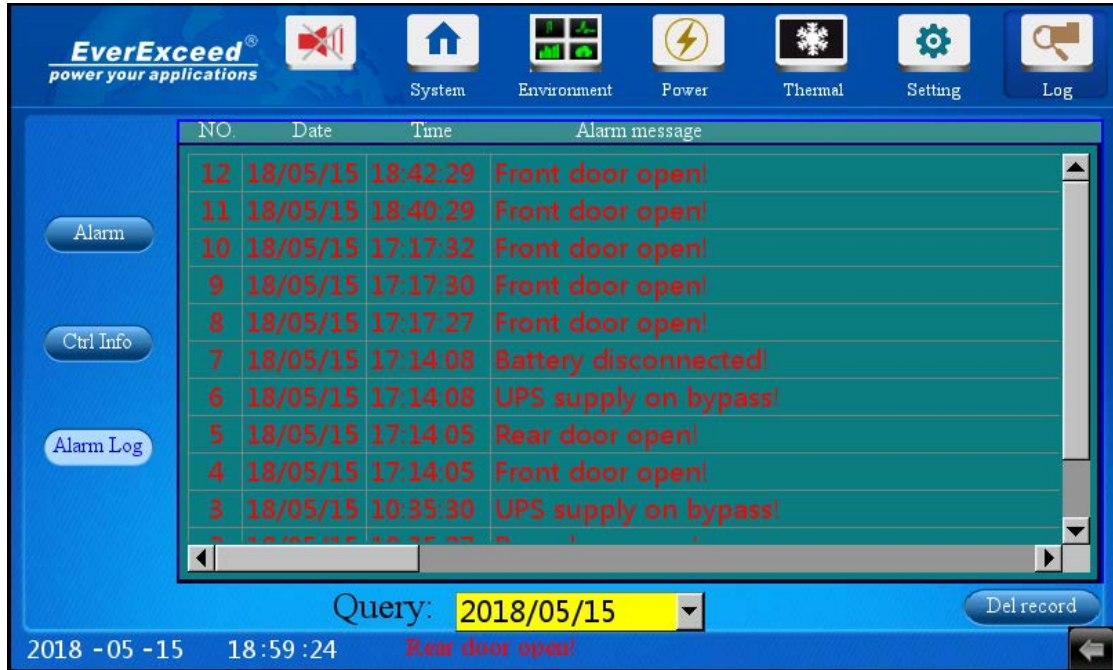 EverExceed®
power your applications
System
Environment
Power
Thermal
Setting
Log
NO. Date Time Alarm message
12 18/05/15 18:42:29 Front door open!
11 18/05/15 18:40:29 Front door open!
10 18/05/15 17:17:32 Front door open!
9 18/05/15 17:17:30 Front door open!
8 18/05/15 17:17:27 Front door open!
7 18/05/15 17:14:08 Battery disconnected!
6 18/05/15 17:14:08 UPS supply on bypass!
5 18/05/15 17:14:05 Rear door open!
4 18/05/15 17:14:05 Front door open!
3 18/05/15 10:35:30 UPS supply on bypass!
Alarm
Ctrl Info
Alarm Log
Query: 2018/05/15
Del record
2018 - 05 - 15 18:59:24 Rear door open!